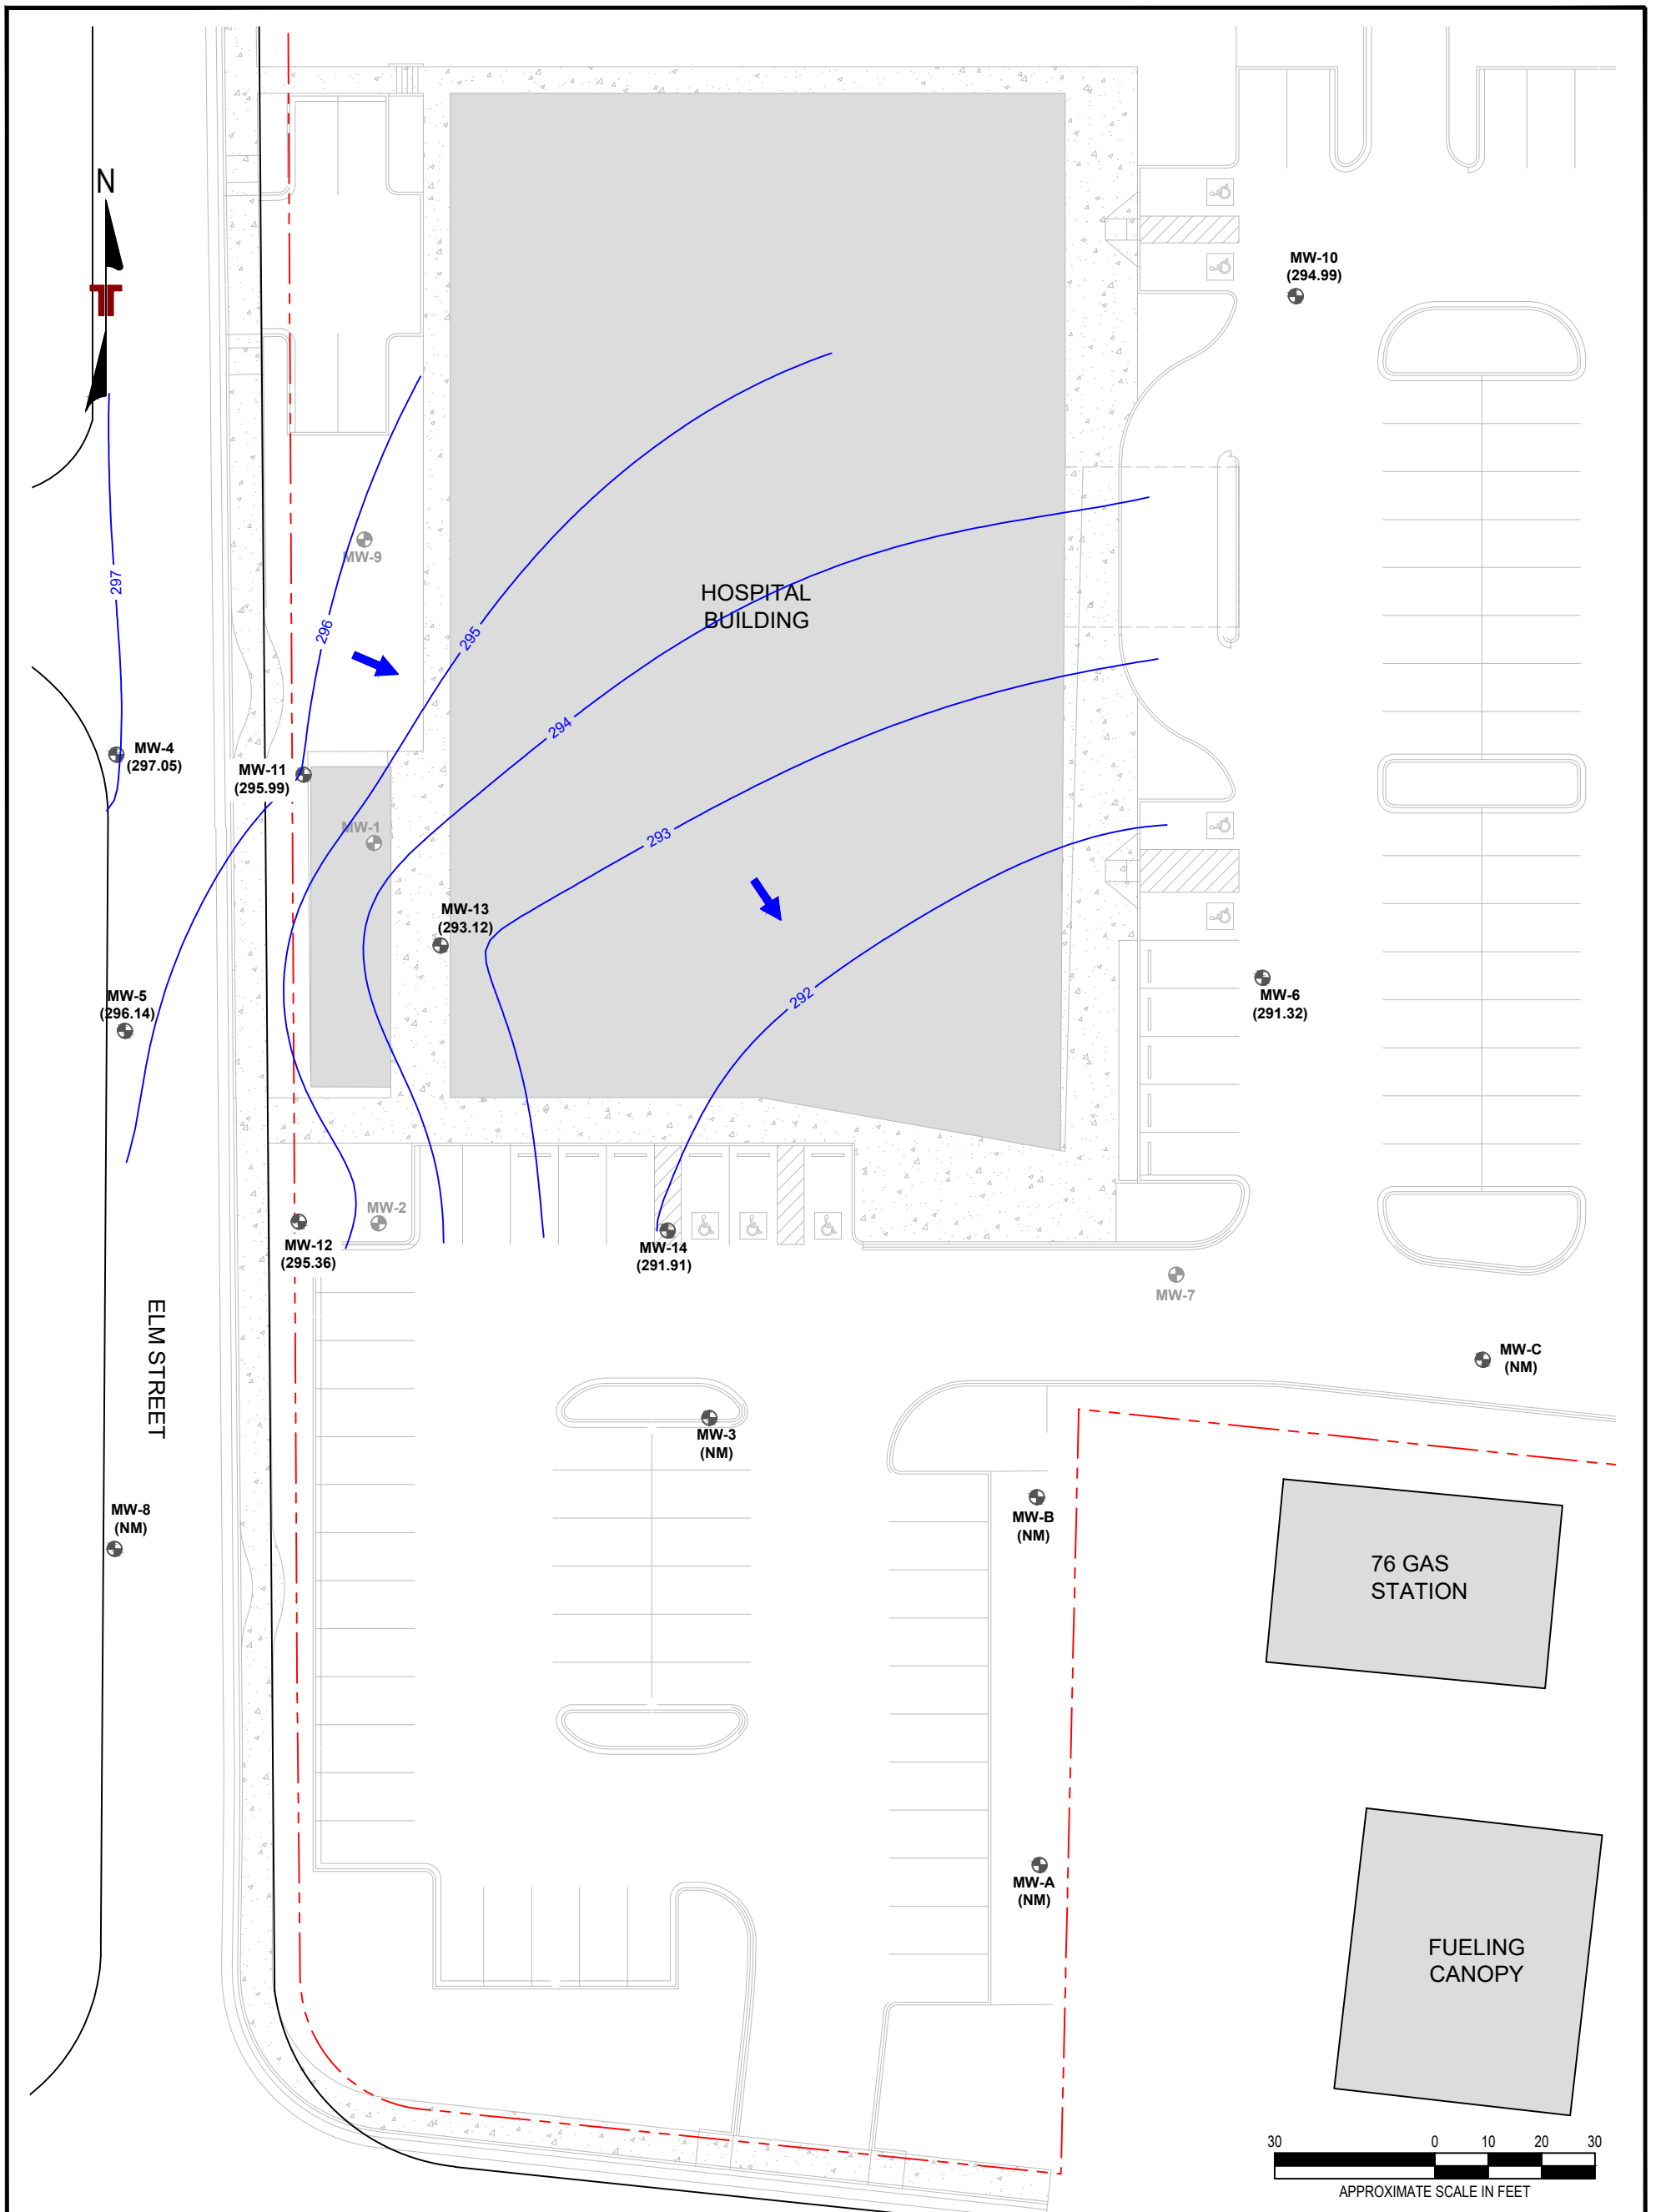 N
MW-10
(294.99)
297
MW-9
HOSPITAL
BUILDING
296
295
294
MW-4
(297.05)
MW-11
(295.99)
MW-1
293
MW-13
(293.12)
292
MW-5
(296.14)
MW-6
(291.32)
MW-2
MW-12
(295.36)
MW-14
(291.91)
MW-7
ELM STREET
MW-C
(NM)
MW-3
(NM)
MW-8
(NM)
MW-B
(NM)
76 GAS
STATION
MW-A
(NM)
FUELING
CANOPY
30 0 10 20 30
APPROXIMATE SCALE IN FEET